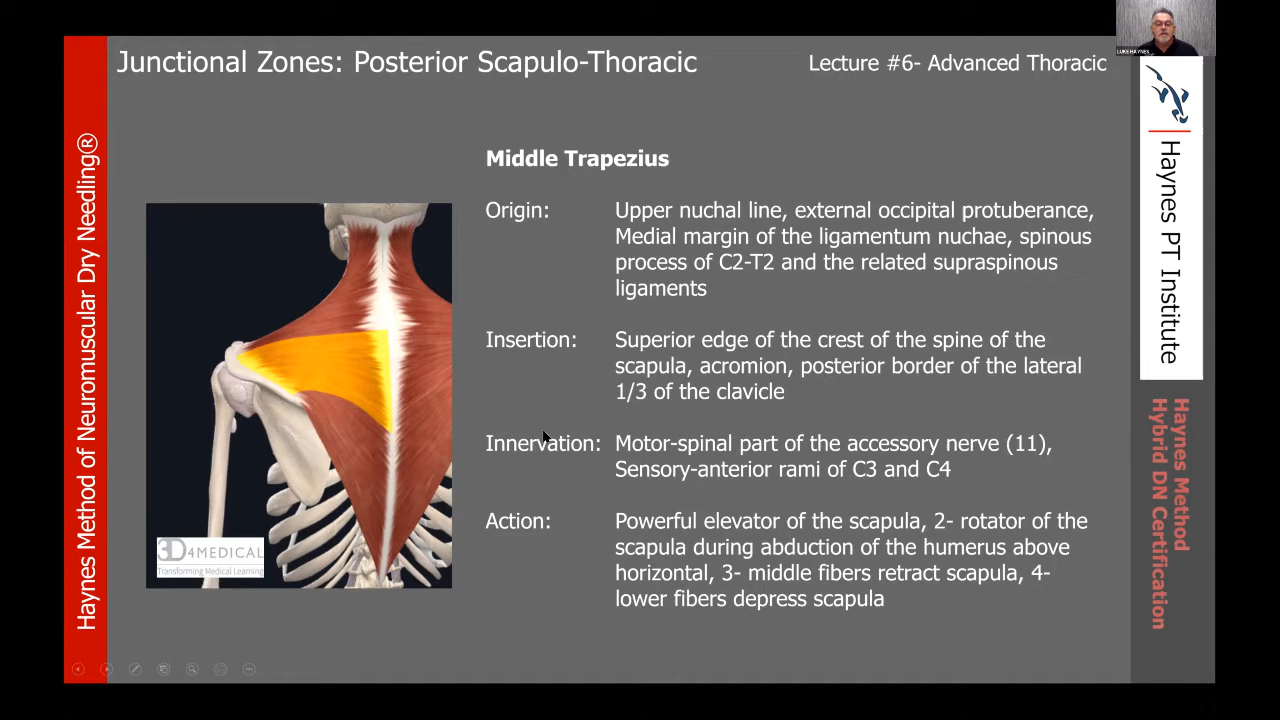 LUKE HAYNES
Junctional Zones: Posterior Scapulo-Thoracic
Lecture #6- Advanced Thoracic
Haynes Method of Neuromuscular Dry Needling®
Middle Trapezius
Origin:
Upper nuchal line, external occipital protuberance,
Medial margin of the ligamentum nuchae, spinous
process of C2-T2 and the related supraspinous
ligaments
Insertion:
Superior edge of the crest of the spine of the
scapula, acromion, posterior border of the lateral
1/3 of the clavicle
Innervation:
Motor-spinal part of the accessory nerve (11),
Sensory-anterior rami of C3 and C4
Action:
Powerful elevator of the scapula, 2- rotator of the
scapula during abduction of the humerus above
horizontal, 3- middle fibers retract scapula, 4-
lower fibers depress scapula
3D4MEDICAL
Transforming Medical Learning
Haynes PT Institute
Haynes Method
Hybrid DN Certification